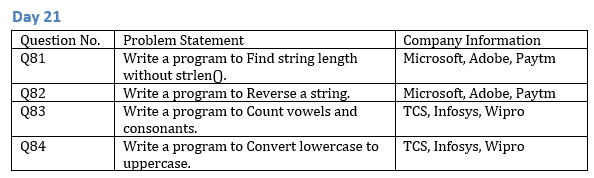 Day 21
Question No. Problem Statement Company Information
Q81 Write a program to Find string length Microsoft, Adobe, Paytm
without strlen().
Q82 Write a program to Reverse a string. Microsoft, Adobe, Paytm
Q83 Write a program to Count vowels and TCS, Infosys, Wipro
consonants.
Q84 Write a program to Convert lowercase to TCS, Infosys, Wipro
uppercase.